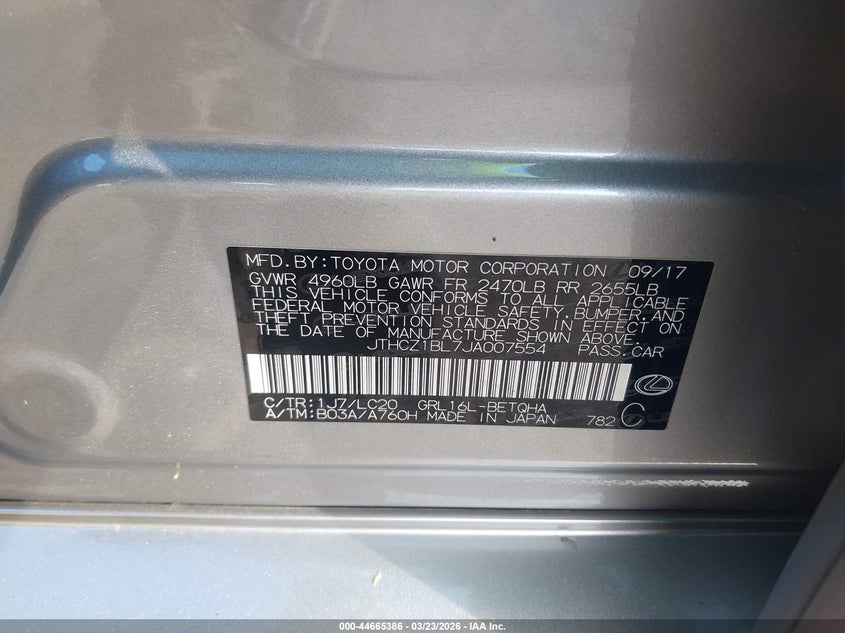 MFD.BY:TOYOTA MOTOR CORPORATION 09/17
GVWR 4960LB GAWR FR 2470LB RR 2655LB
THIS VEHICLE CONFORMS TO ALL APPLICABLE
FEDERAL MOTOR VEHICLE SAFETY,BUMPER,AND
THEFT PREVENTION STANDARDS IN EFFECT ON
THE DATE OF MANUFACTURE SHOWN ABOVE.
JTHCZ1BL7JA007554 PASS.CAR
C/TR:1J7/LC20 GRL16L-BETQHA
A/TM:B03A/A760H MADE IN JAPAN 782 C
000-44665386 - 03/23/2026 - IAA Inc.